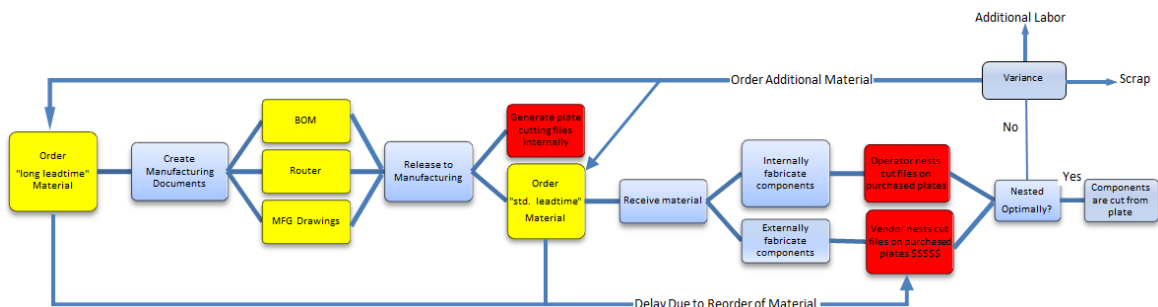 Additional Labor
Order Additional Material
Variance
Scrap
No
Order
"long leadtime"
Material
Create
Manufacturing
Documents
BOM
Router
MFG Drawings
Release to
Manufacturing
Generate plate
cutting files
Internally
Order
"std. leadtime"
Material
Receive material
Internally
fabricate
components
Externally
fabricate
components
Operator nests
cut files on
purchased plates
Vendor nests cut
files on purchased
plates $$$$$
Nested
Optimally?
Yes
Components
are cut from
plate
Delay Due to Reorder of Material